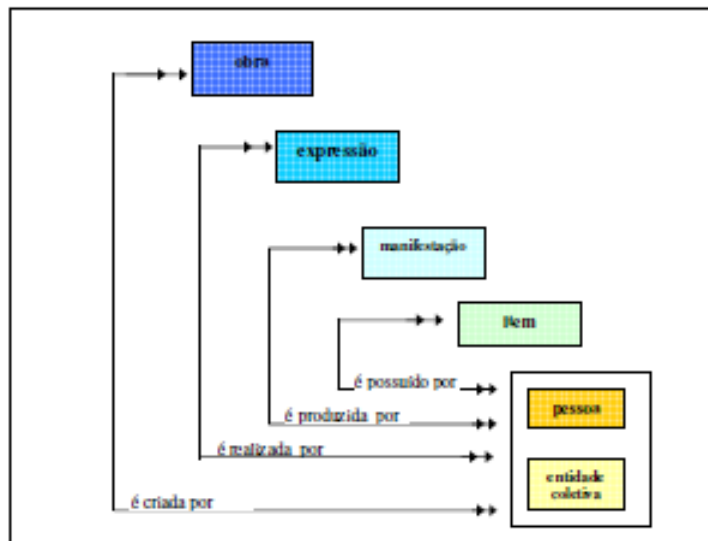 obra
expressão
manifestação
item
é possuído por
pessoa
é produzida por
é realizada por
entidade
coletiva
é criada por